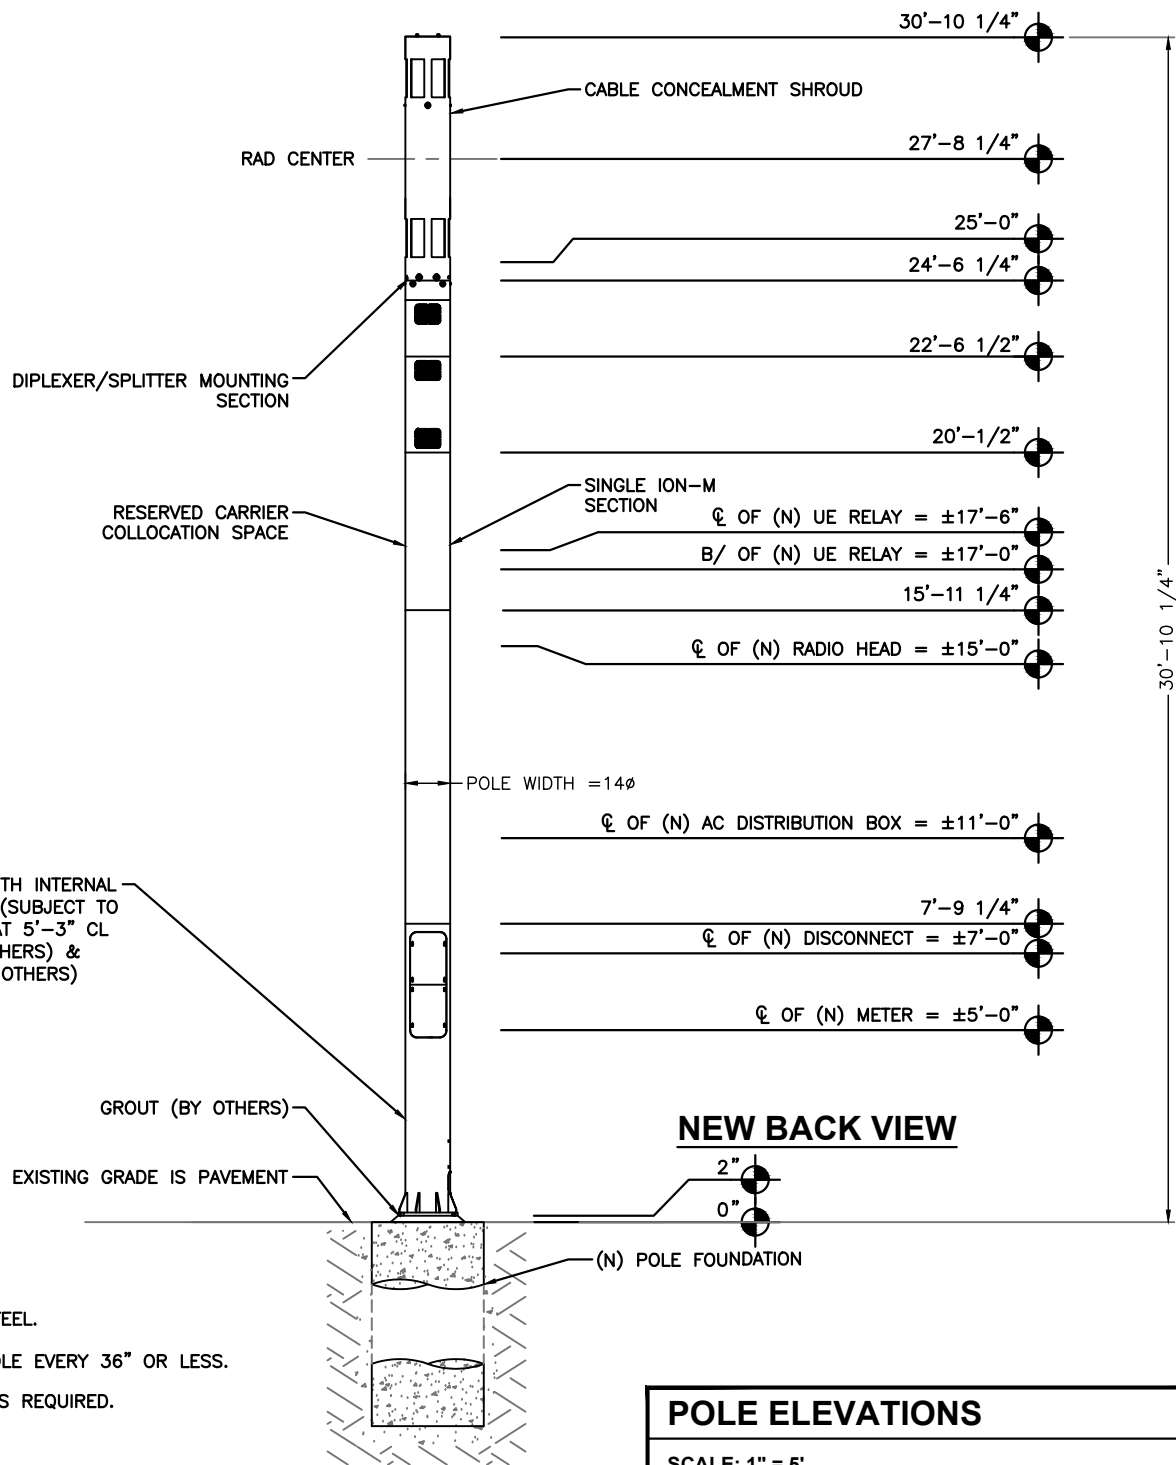 30'-10 1/4"
CABLE CONCEALMENT SHROUD
RAD CENTER
27'-8 1/4"
25'-0"
24'-6 1/4"
22'-6 1/2"
DIPLEXER/SPLITTER MOUNTING
SECTION
20'-1/2"
SINGLE ION-M
SECTION
RESERVED CARRIER
COLLOCATION SPACE
℄ OF (N) UE RELAY = ±17'-6"
B/ OF (N) UE RELAY = ±17'-0"
15'-11 1/4"
℄ OF (N) RADIO HEAD = ±15'-0"
30'-10 1/4"
POLE WIDTH =14ø
℄ OF (N) AC DISTRIBUTION BOX = ±11'-0"
TH INTERNAL
(SUBJECT TO
AT 5'-3" CL
HERS) &
OTHERS)
7'-9 1/4"
℄ OF (N) DISCONNECT = ±7'-0"
℄ OF (N) METER = ±5'-0"
GROUT (BY OTHERS)
NEW BACK VIEW
EXISTING GRADE IS PAVEMENT
2"
0"
(N) POLE FOUNDATION
TEEL.
OLE EVERY 36" OR LESS.
S REQUIRED.
POLE ELEVATIONS
SCALE: 1" = 5'